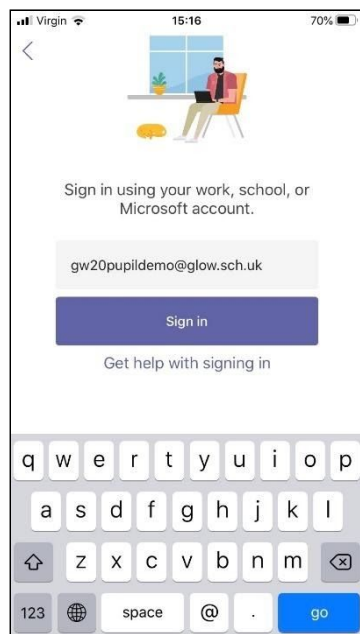 Virgin 15:16 70%
Sign in using your work, school, or
Microsoft account.
gw20pupildemo@glow.sch.uk
Sign in
Get help with signing in
q w e r t y u i o p
a s d f g h j k l
z x c v b n m
123 space @ . go